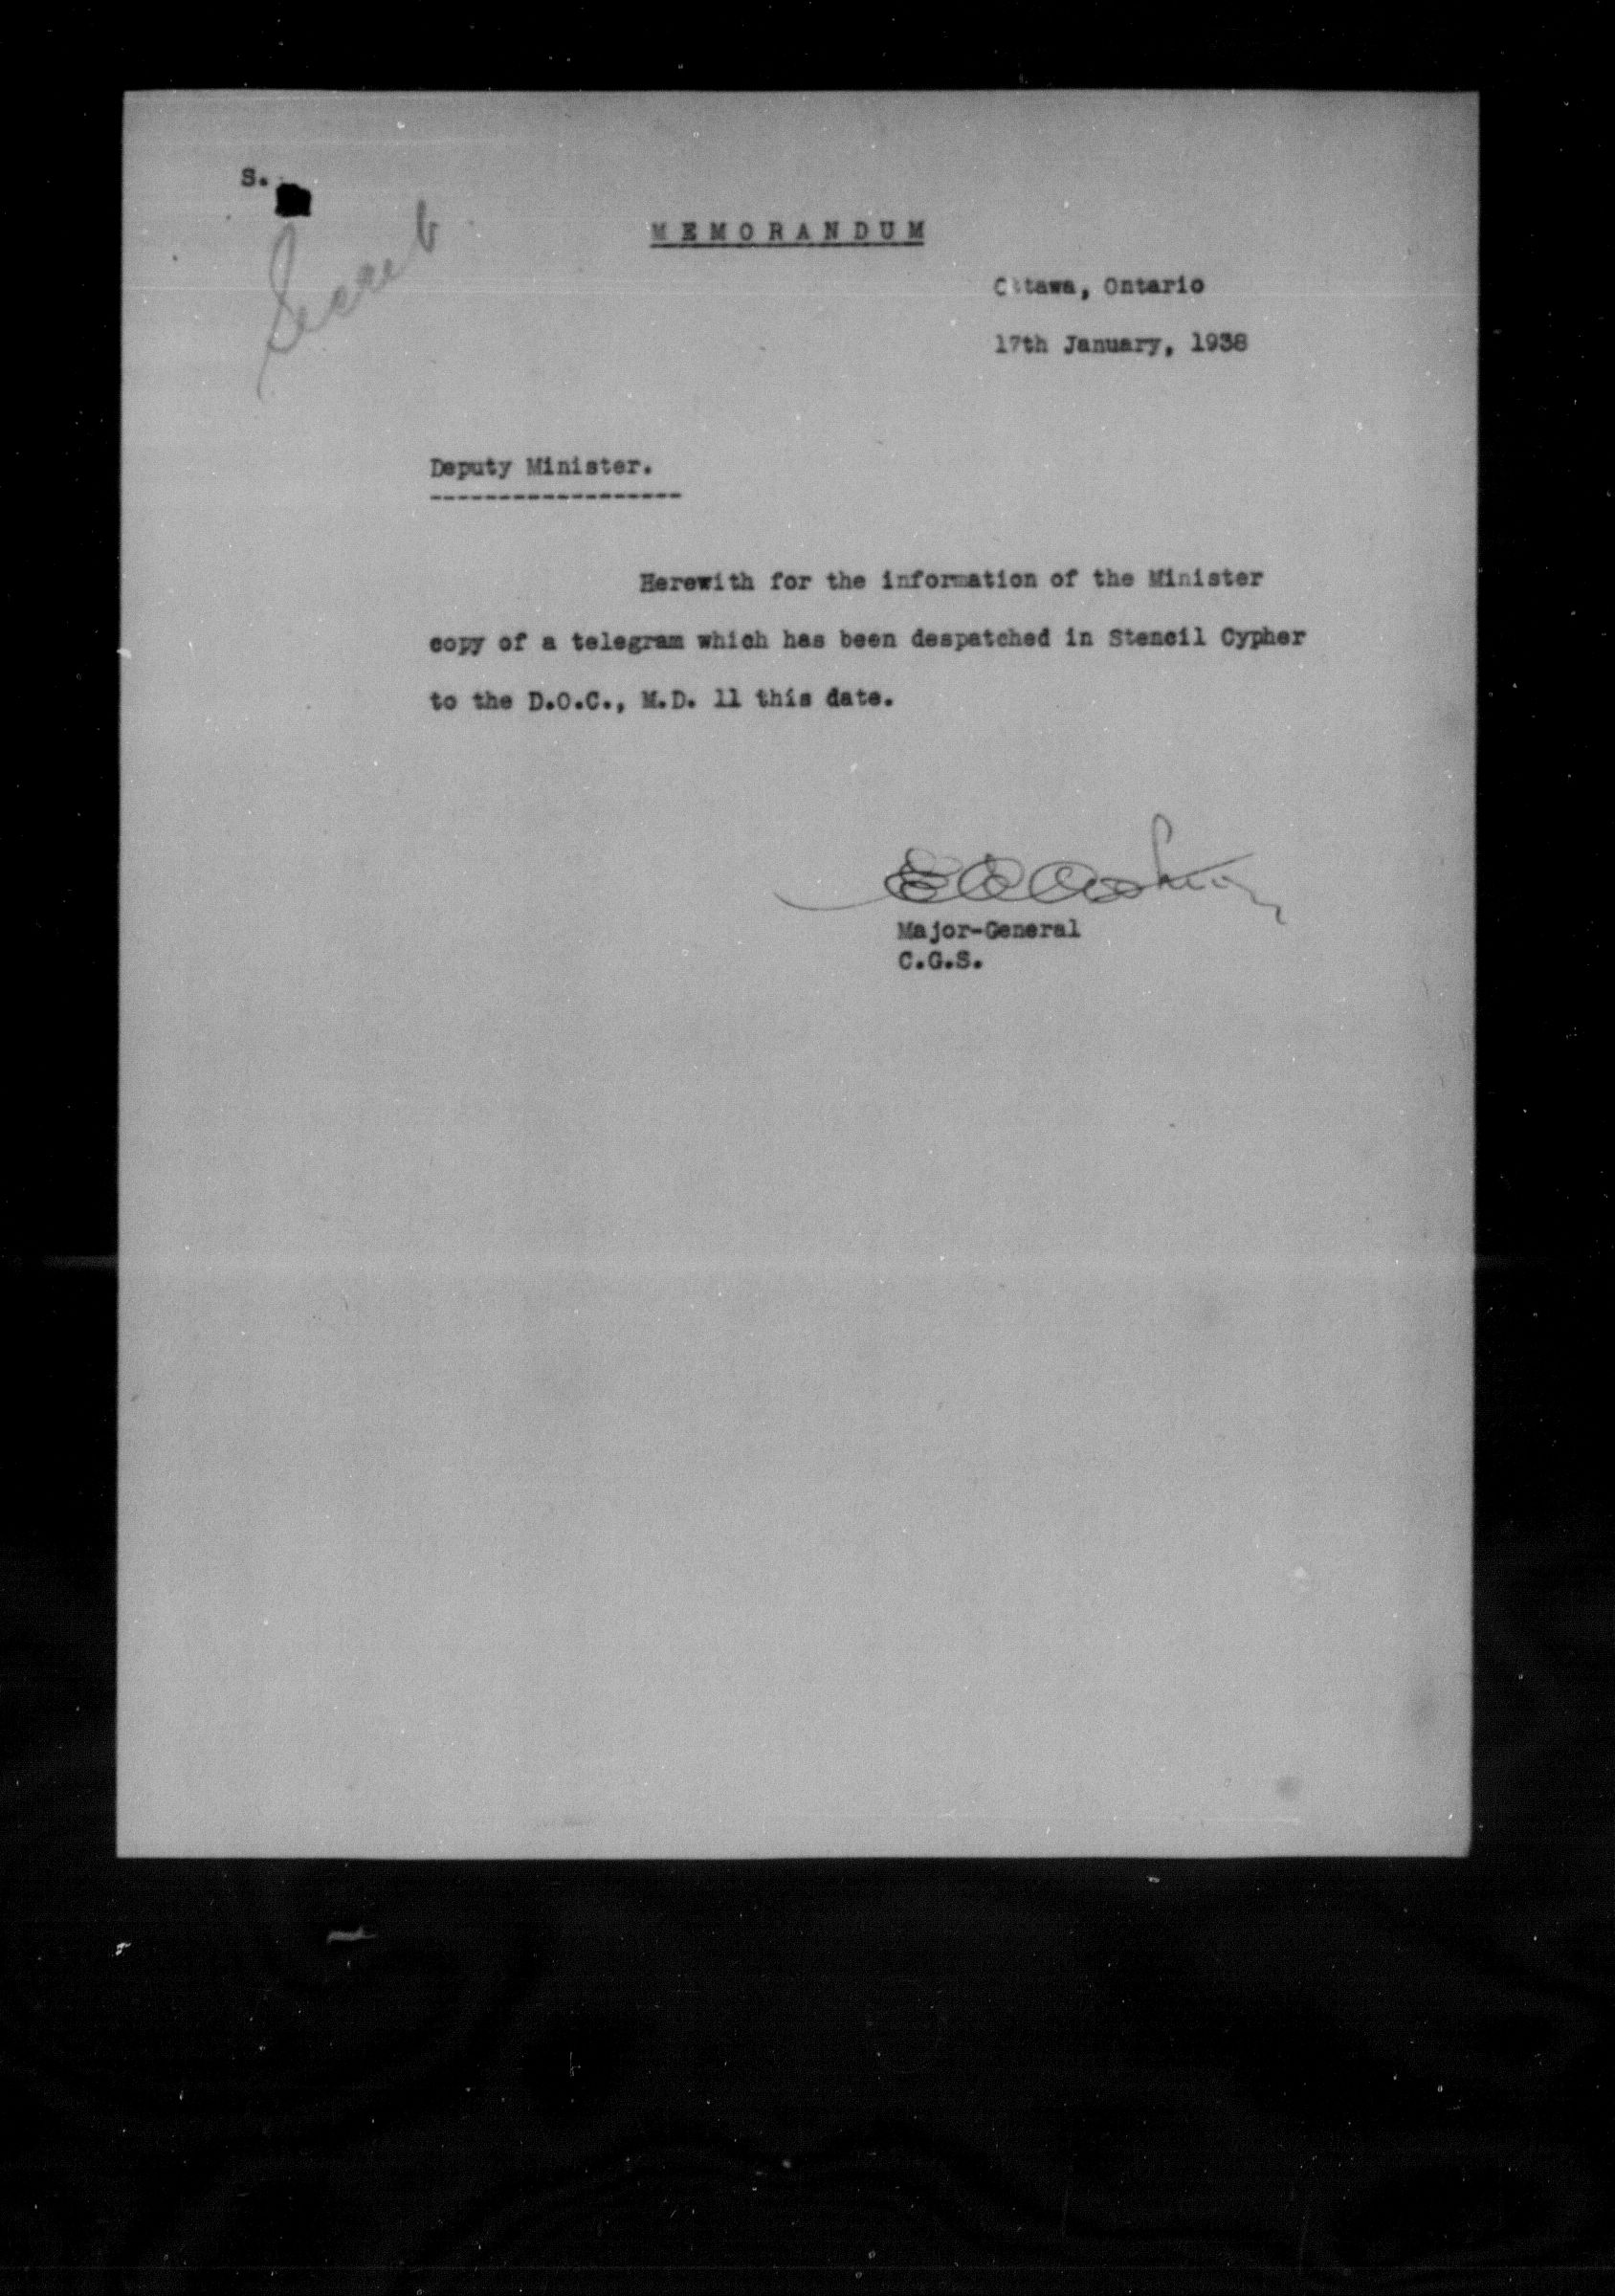 S.
Secret
MEMORANDUM
Ottawa, Ontario
17th January, 1938
Deputy Minister.
-------------------
Herewith for the information of the Minister
copy of a telegram which has been despatched in Stencil Cypher
to the D.O.C., M.D. 11 this date.
Major-General
C.G.S.